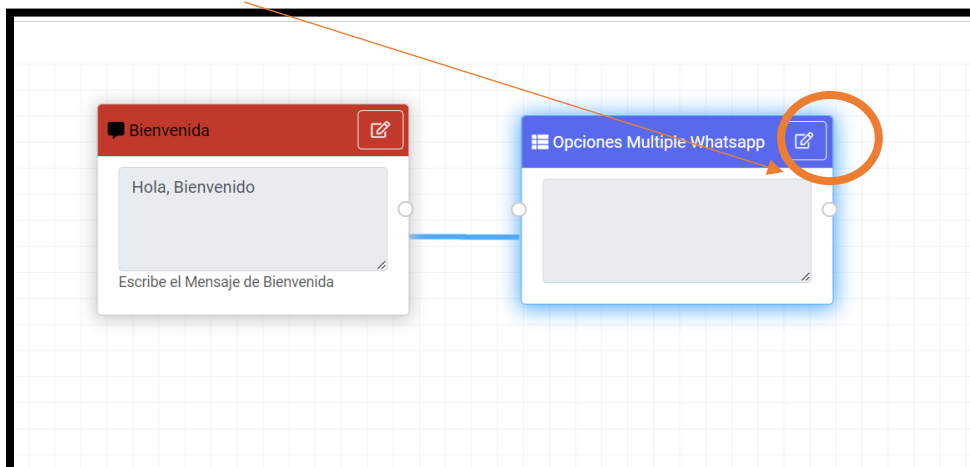 Bienvenida
Hola, Bienvenido
Escribe el Mensaje de Bienvenida
Opciones Multiple Whatsapp